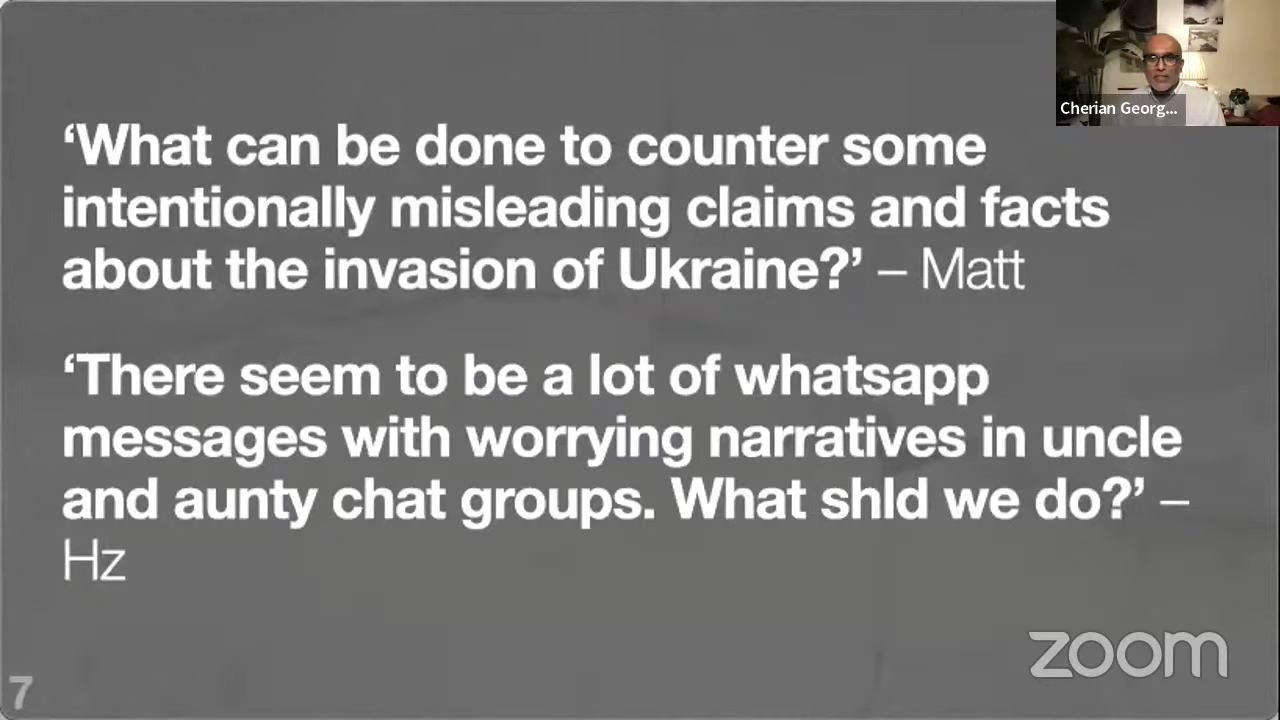 Cherian Georg...
‘What can be done to counter some
intentionally misleading claims and facts
about the invasion of Ukraine?’ – Matt
‘There seem to be a lot of whatsapp
messages with worrying narratives in uncle
and aunty chat groups. What shld we do?’ –
Hz
zoom
7